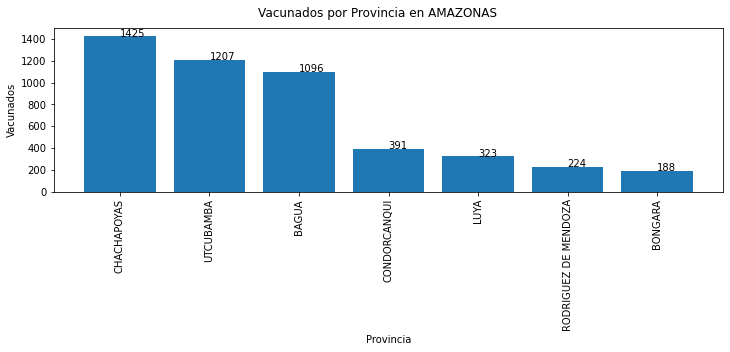 Vacunados por Provincia en AMAZONAS
Vacunados
1400
1200
1000
800
600
400
200
0
1425
1207
1096
391
323
224
188
CHACHAPOYAS
UTCUBAMBA
BAGUA
CONDORCANQUI
LUYA
RODRIGUEZ DE MENDOZA
BONGARA
Provincia